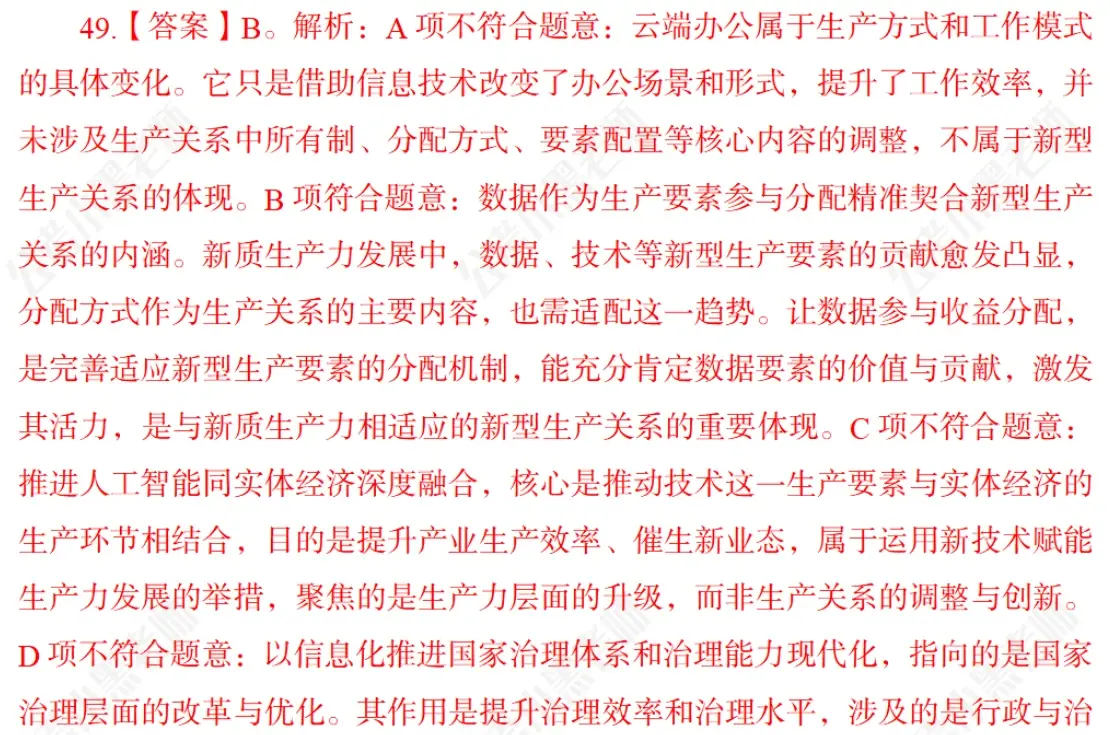 49.【答案】B。解析：A 项不符合题意：云端办公属于生产方式和工作模式
的具体变化。它只是借助信息技术改变了办公场景和形式，提升了工作效率，并
未涉及生产关系中所有制、分配方式、要素配置等核心内容的调整，不属于新型
生产关系的体现。B 项符合题意：数据作为生产要素参与分配精准契合新型生产
关系的内涵。新质生产力发展中，数据、技术等新型生产要素的贡献愈发凸显，
分配方式作为生产关系的主要内容，也需适配这一趋势。让数据参与收益分配，
是完善适应新型生产要素的分配机制，能充分肯定数据要素的价值与贡献，激发
其活力，是与新质生产力相适应的新型生产关系的重要体现。C 项不符合题意：
推进人工智能同实体经济深度融合，核心是推动技术这一生产要素与实体经济的
生产环节相结合，目的是提升产业生产效率、催生新业态，属于运用新技术赋能
生产力发展的举措，聚焦的是生产力层面的升级，而非生产关系的调整与创新。
D 项不符合题意：以信息化推进国家治理体系和治理能力现代化，指向的是国家
治理层面的改革与优化。其作用是提升治理效率和治理水平，涉及的是行政与治